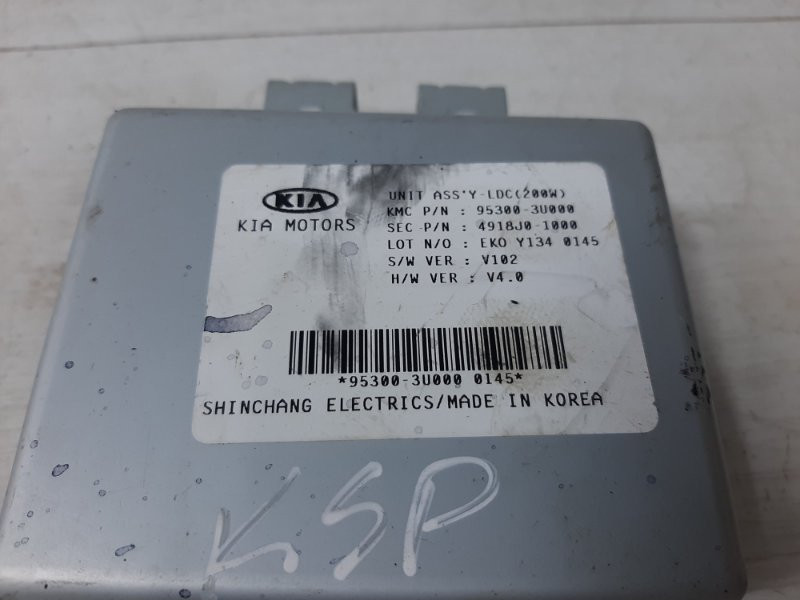 KIA
KIA MOTORS
UNIT ASS'Y-LDC(200W)
KMC P/N : 95300-3U000
SEC P/N : 4918J0-1000
LOT N/O : EKO Y134 0145
S/W VER : V102
H/W VER : V4.0
*95300-3U000 0145*
SHINCHANG ELECTRICS/MADE IN KOREA
KSP